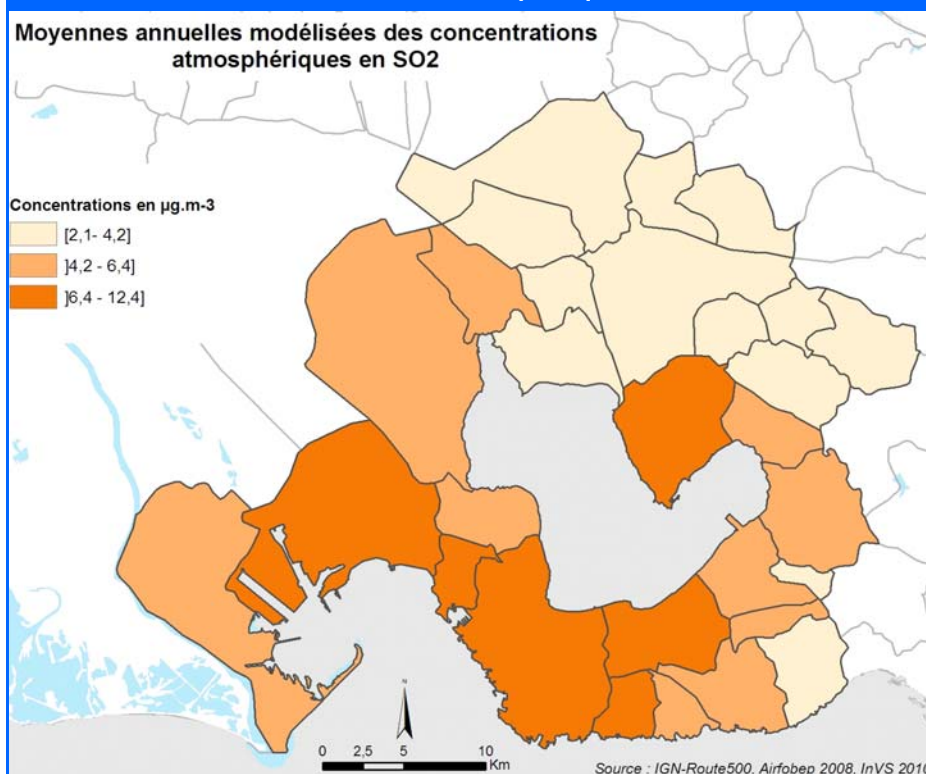 Moyennes annuelles modélisées des concentrations
atmosphériques en SO2
Concentrations en µg.m-3
[2,1- 4,2]
]4,2 - 6,4]
]6,4 - 12,4]
N
0 2,5 5 10
Km
Source : IGN-Route500, Airfobep 2008, InVS 2010